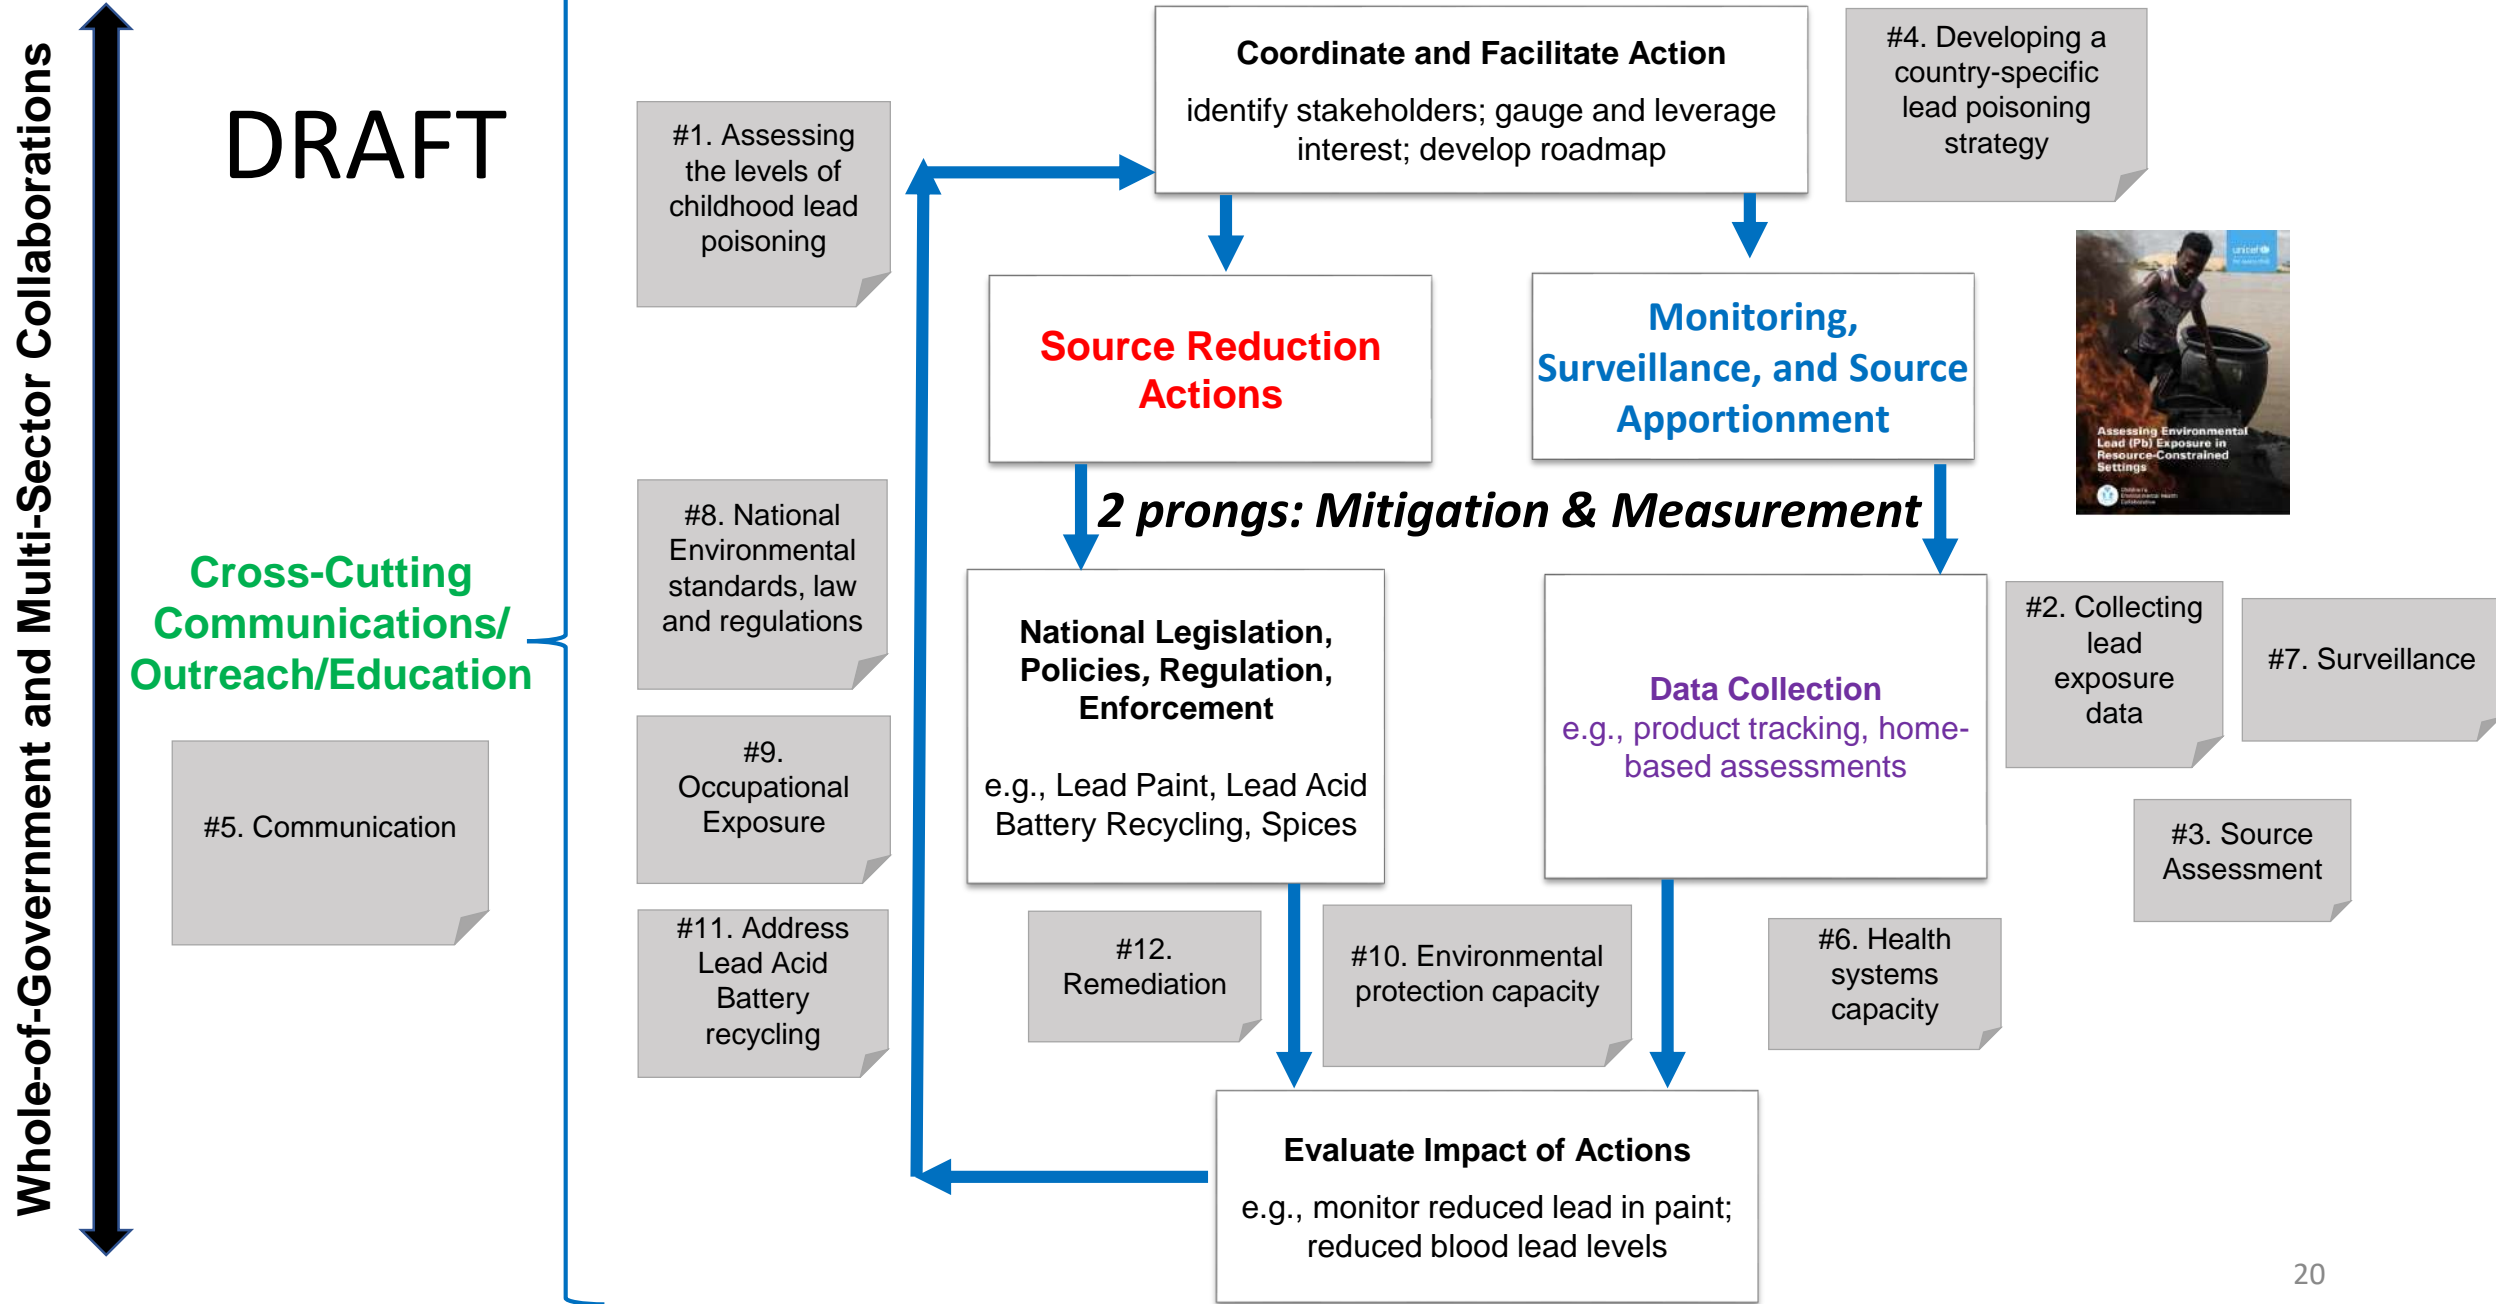 Whole-of-Government and Multi-Sector Collaborations
DRAFT
Cross-Cutting
Communications/
Outreach/Education
#5. Communication
#1. Assessing
the levels of
childhood lead
poisoning
Coordinate and Facilitate Action
identify stakeholders; gauge and leverage
interest; develop roadmap
#4. Developing a
country-specific
lead poisoning
strategy
Source Reduction
Actions
Monitoring,
Surveillance, and Source
Apportionment
unicef
Assessing Environmental
Lead (Pb) Exposure in
Resource-Constrained
Settings
Children's
Environmental Health
Collaborative
2 prongs: Mitigation & Measurement
#8. National
Environmental
standards, law
and regulations
#9.
Occupational
Exposure
#11. Address
Lead Acid
Battery
recycling
National Legislation,
Policies, Regulation,
Enforcement
e.g., Lead Paint, Lead Acid
Battery Recycling, Spices
Data Collection
e.g., product tracking, home-
based assessments
#2. Collecting
lead
exposure
data
#7. Surveillance
#3. Source
Assessment
#12.
Remediation
#10. Environmental
protection capacity
#6. Health
systems
capacity
Evaluate Impact of Actions
e.g., monitor reduced lead in paint;
reduced blood lead levels
20